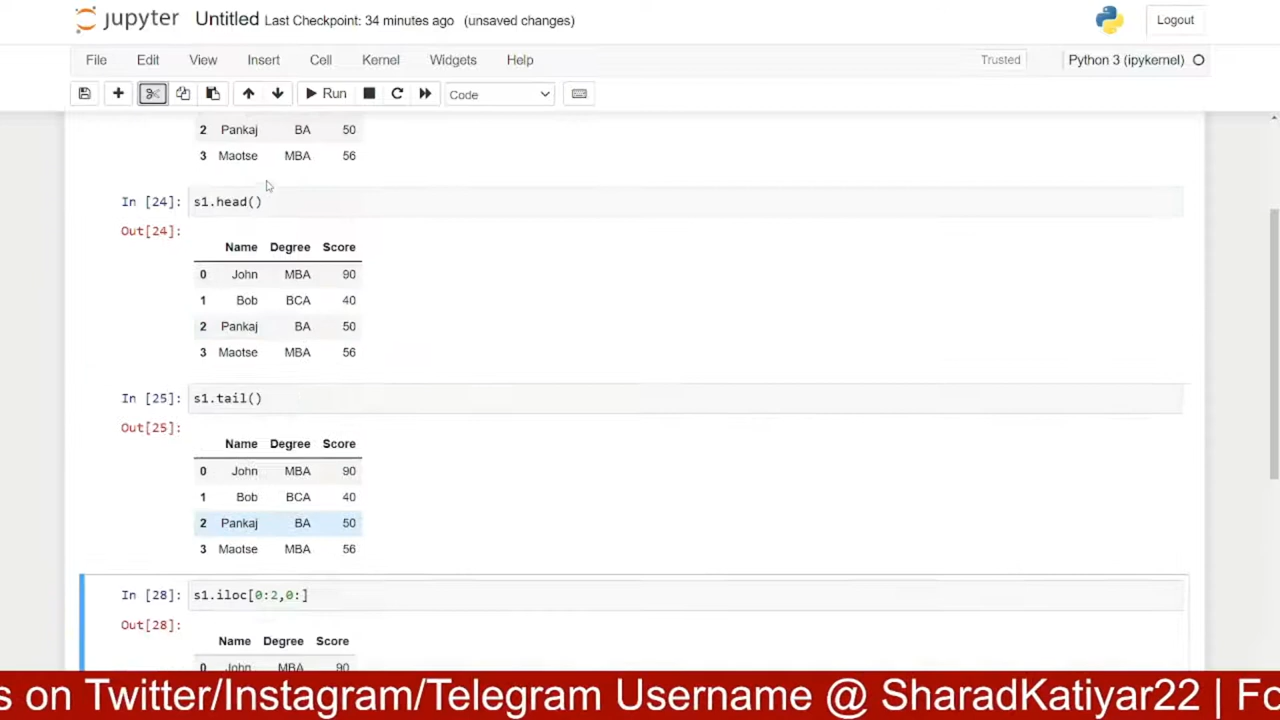 jupyter Untitled Last Checkpoint: 34 minutes ago (unsaved changes) Logout
File Edit View Insert Cell Kernel Widgets Help Trusted Python 3 (ipykernel)
Run Code
2 Pankaj BA 50
3 Maotse MBA 56
In [24]: s1.head()
Out[24]:
Name Degree Score
0 John MBA 90
1 Bob BCA 40
2 Pankaj BA 50
3 Maotse MBA 56
In [25]: s1.tail()
Out[25]:
Name Degree Score
0 John MBA 90
1 Bob BCA 40
2 Pankaj BA 50
3 Maotse MBA 56
In [28]: s1.iloc[0:2,0:]
Out[28]:
Name Degree Score
0 John MBA 90
s on Twitter/Instagram/Telegram Username @ SharadKatiyar22 | Fo